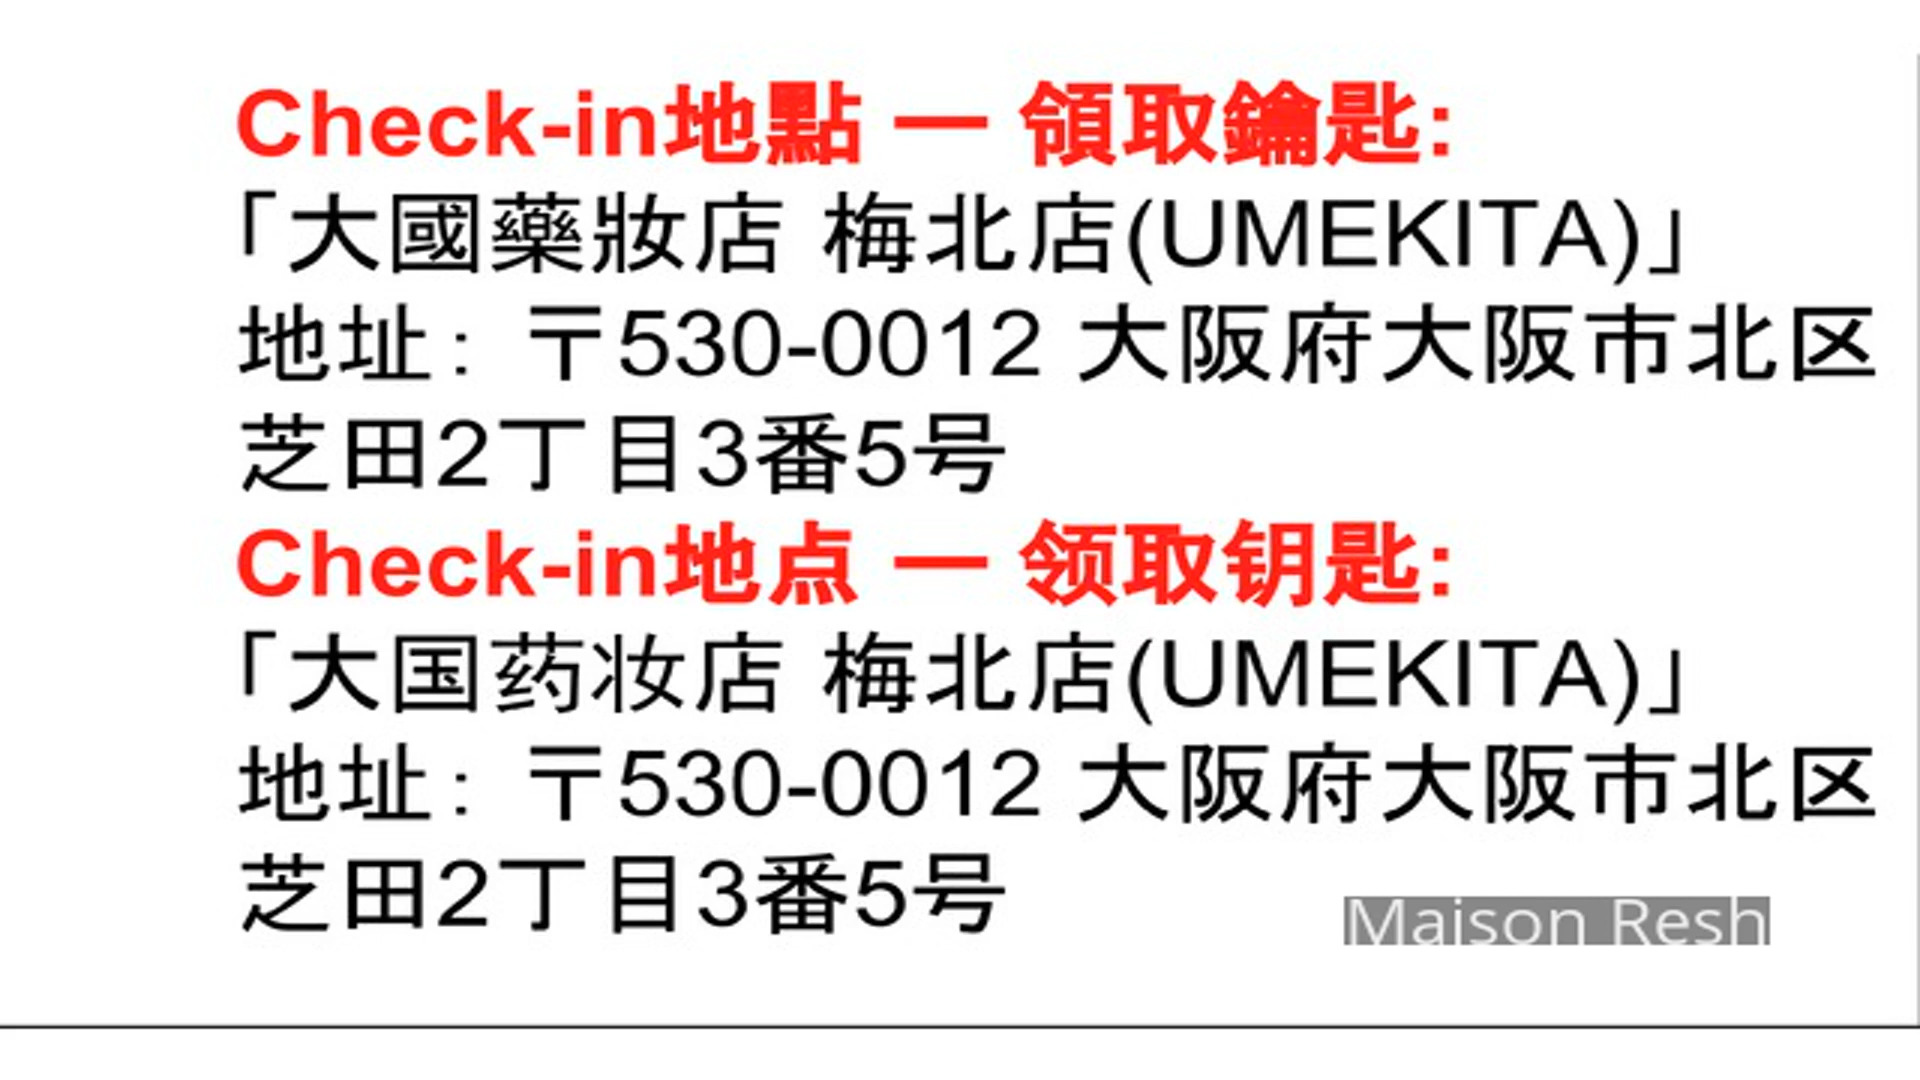 Check-in地點 — 領取鑰匙:
「大國藥妝店 梅北店(UMEKITA)」
地址: 〒530-0012 大阪府大阪市北区
芝田2丁目3番5号
Check-in地点 — 领取钥匙:
「大国药妆店 梅北店(UMEKITA)」
地址: 〒530-0012 大阪府大阪市北区
芝田2丁目3番5号
Maison Resh